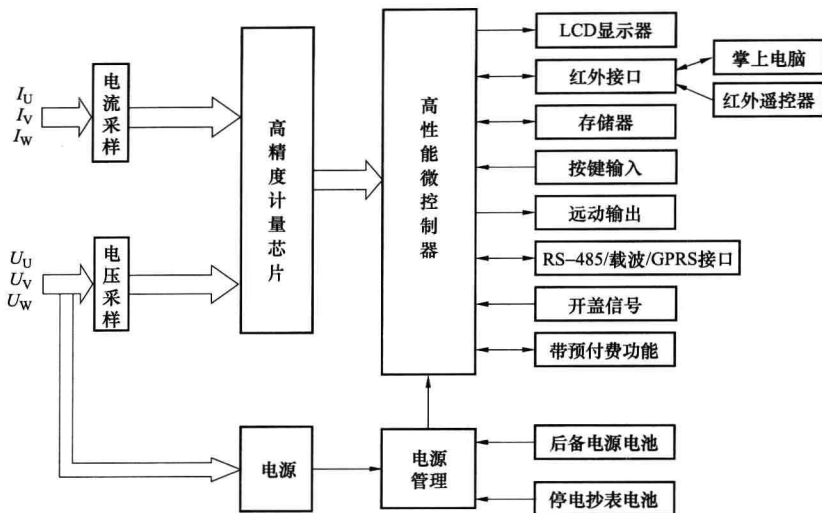 I_U
I_V
I_W
电流采样
U_U
U_V
U_W
电压采样
高精度计量芯片
高性能微控制器
LCD显示器
红外接口
掌上电脑
红外遥控器
存储器
按键输入
远动输出
RS-485/载波/GPRS接口
开盖信号
带预付费功能
电源
电源
管理
后备电源电池
停电抄表电池